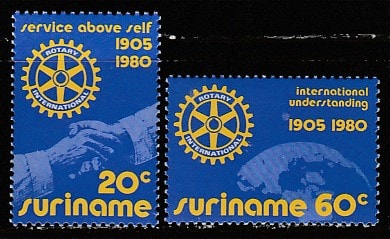 service above self
1905
1980
ROTARY
INTERNATIONAL
20c
suriname
international
understanding
1905 1980
ROTARY
INTERNATIONAL
suriname 60c